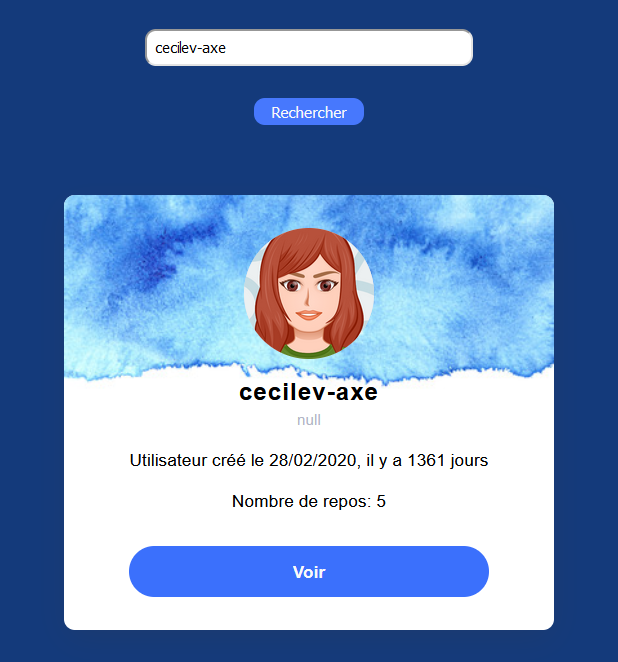 cecilev-axe
Rechercher
cecilev-axe
null
Utilisateur créé le 28/02/2020, il y a 1361 jours
Nombre de repos: 5
Voir